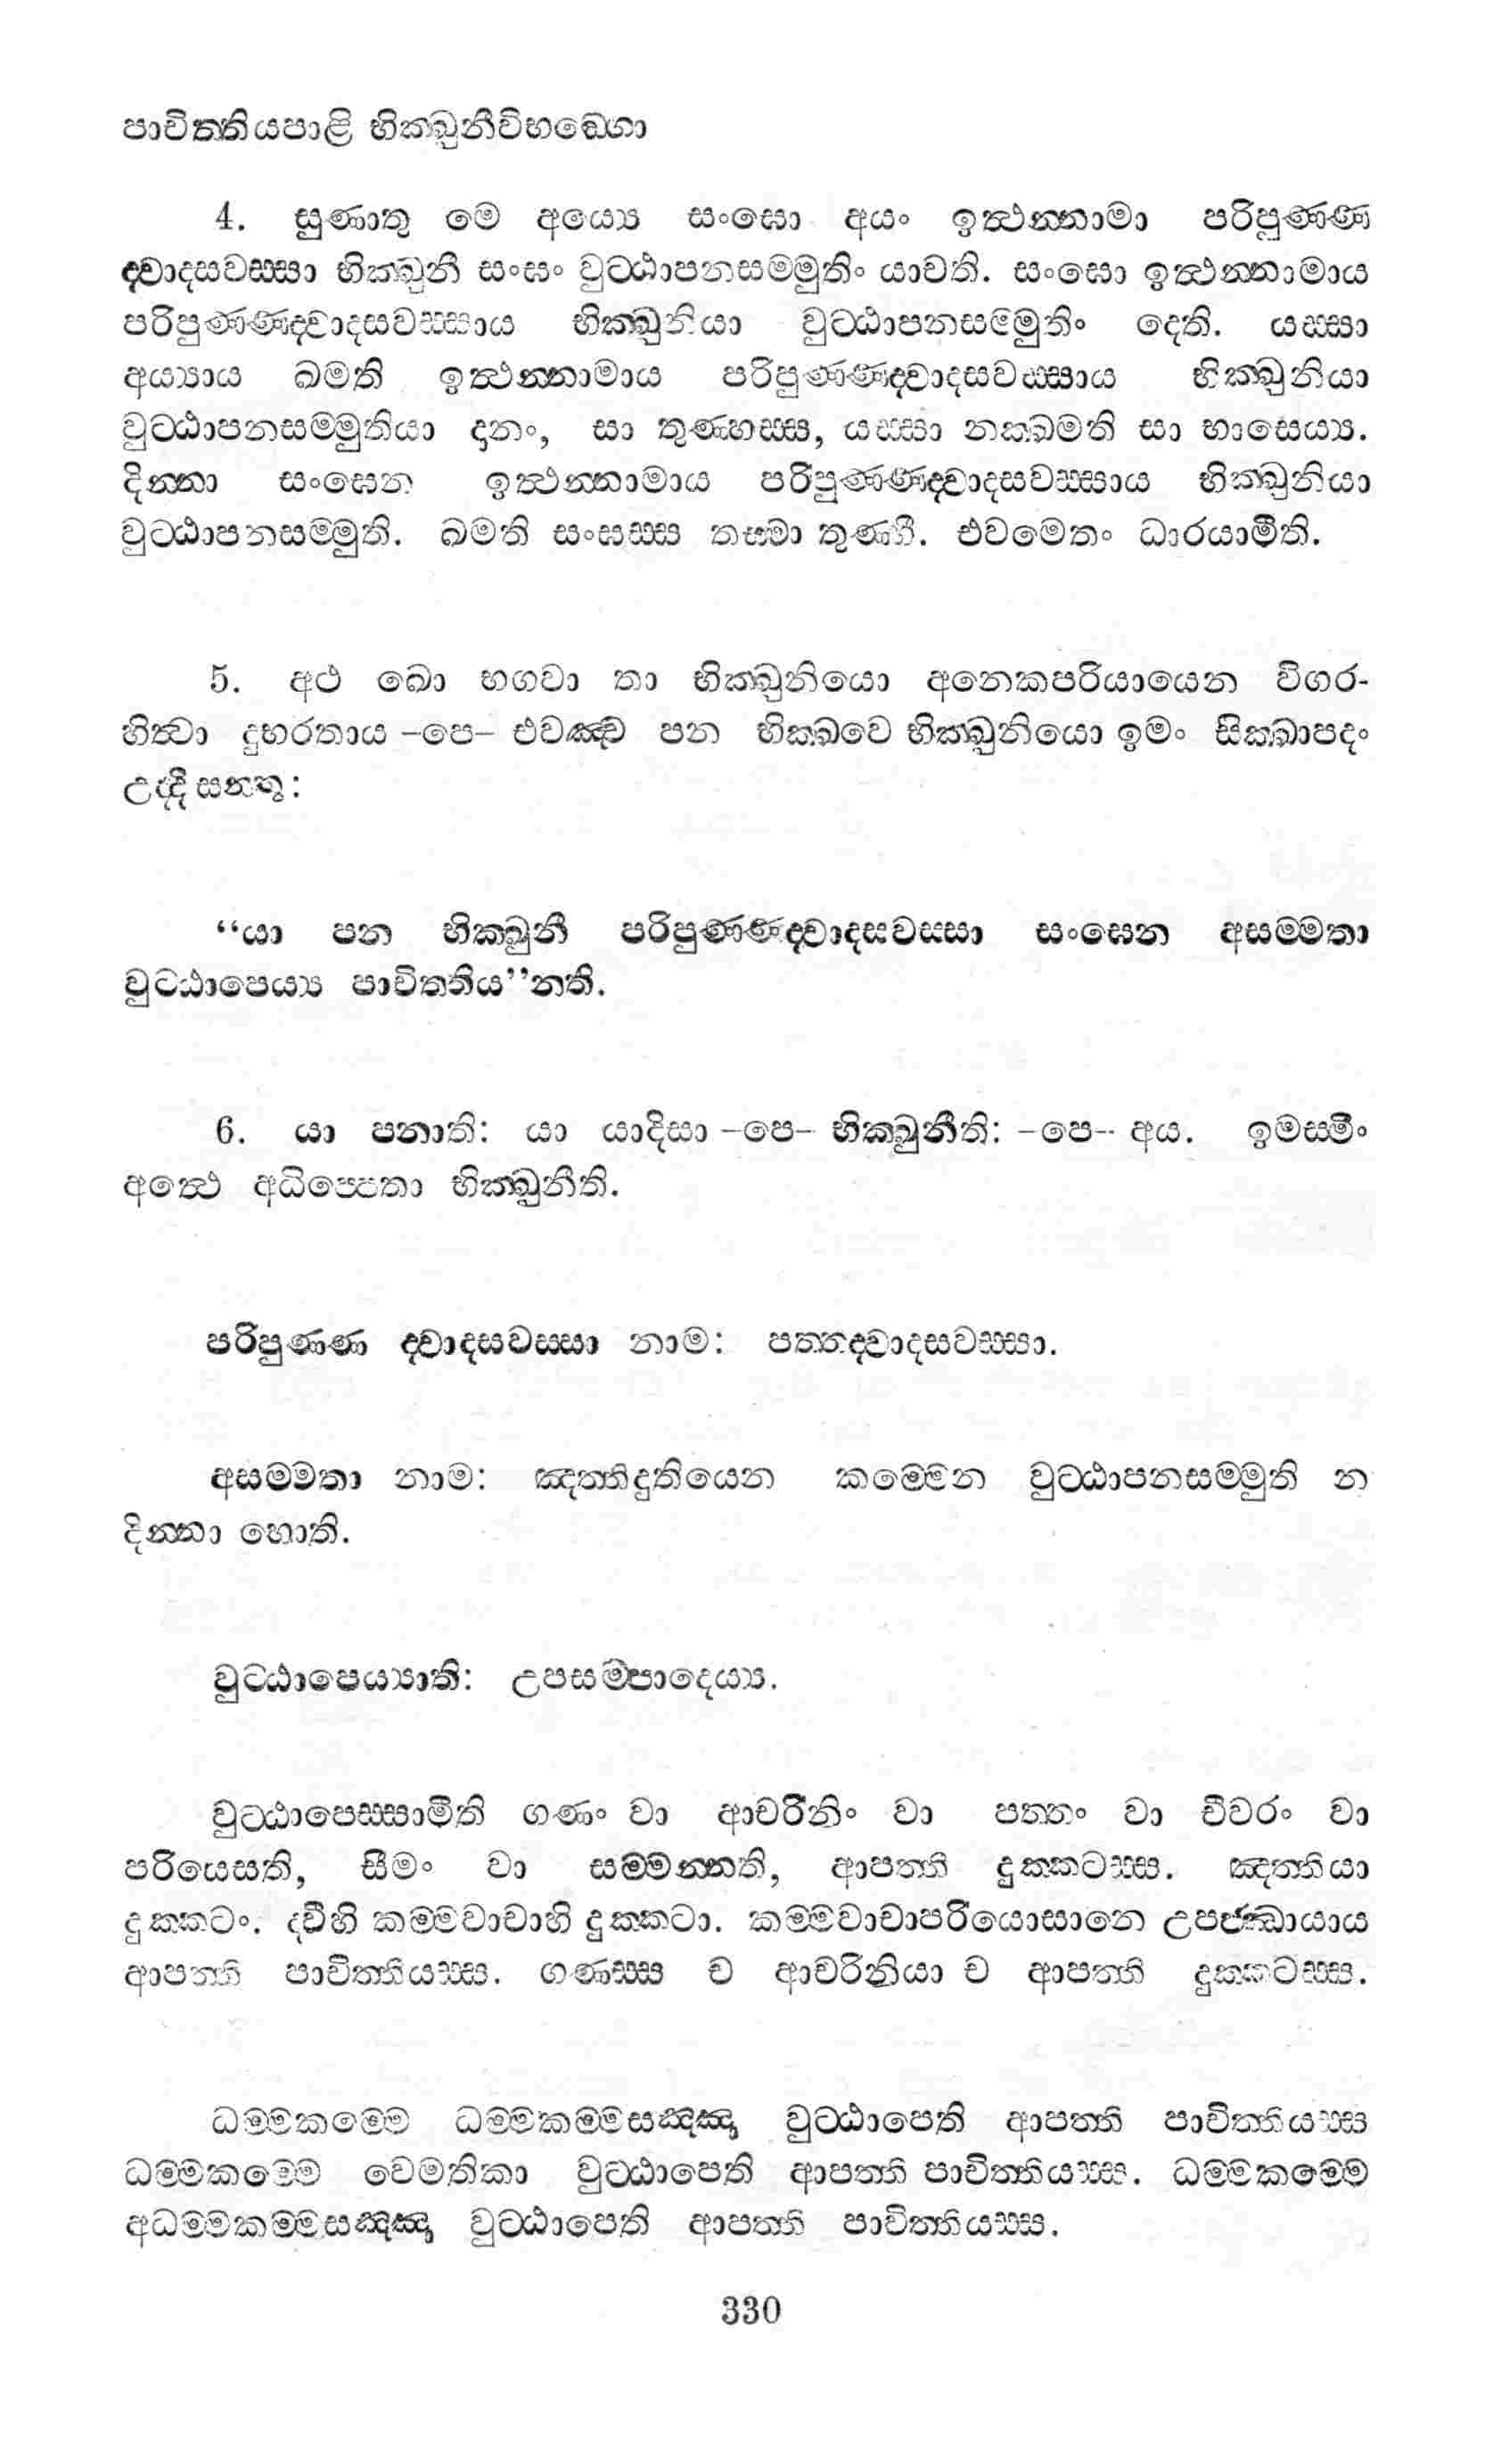 පාචිත්තියපාළි භික්ඛුනීවිභඞ්ගො
4. සුණාතු මෙ අය්‍යෙ සංඝො අයං ඉත්ථන්නාමා පරිපුණ්ණ
ද්වාදසවස්සා භික්ඛුනී සංඝං වුට්ඨාපනසම්මුතිං යාචති. සංඝො ඉත්ථන්නාමාය
පරිපුණ්ණද්වාදසවස්සාය භික්ඛුනියා වුට්ඨාපනසම්මුතිං දෙති. යස්සා
අය්‍යාය ඛමති ඉත්ථන්නාමාය පරිපුණ්ණද්වාදසවස්සාය භික්ඛුනියා
වුට්ඨාපනසම්මුතියා දානං, සා තුණ්හස්ස, යස්සා නක්ඛමති සා භාසෙය්‍ය.
දින්නා සංඝෙන ඉත්ථන්නාමාය පරිපුණ්ණද්වාදසවස්සාය භික්ඛුනියා
වුට්ඨාපනසම්මුති. ඛමති සංඝස්ස තස්මා තුණ්හී. එවමෙතං ධාරයාමීති.
5. අථ ඛො භගවා තා භික්ඛුනියො අනෙකපරියායෙන විගර-
හිත්වා දුභරතාය –පෙ– එවඤ්ච පන භික්ඛවෙ භික්ඛුනියො ඉමං සික්ඛාපදං
උද්දිසන්තු:
“යා පන භික්ඛුනී පරිපුණ්ණද්වාදසවස්සා සංඝෙන අසම්මතා
වුට්ඨාපෙය්‍ය පාචිත්තිය”න්ති.
6. යා පනාති: යා යාදිසා –පෙ– භික්ඛුනීති: –පෙ– අය. ඉමස්මිං
අත්ථෙ අධිප්පෙතා භික්ඛුනීති.
පරිපුණ්ණ ද්වාදසවස්සා නාම: පත්තද්වාදසවස්සා.
අසම්මතා නාම: ඤත්තිදුතියෙන කම්මෙන වුට්ඨාපනසම්මුති න
දින්නා හොති.
වුට්ඨාපෙය්‍යාති: උපසම්පාදෙය්‍ය.
වුට්ඨාපෙස්සාමීති ගණං වා ආචරිනිං වා පත්තං වා චීවරං වා
පරියෙසති, සීමං වා සම්මන්නති, ආපත්ති දුක්කටස්ස. ඤත්තියා
දුක්කටං. ද්වීහි කම්මවාචාහි දුක්කටා. කම්මවාචාපරියොසානෙ උපජ්ඣායාය
ආපත්ති පාචිත්තියස්ස. ගණස්ස ච ආචරිනියා ච ආපත්ති දුක්කටස්ස.
ධම්මකම්මෙ ධම්මකම්මසඤ්ඤා වුට්ඨාපෙති ආපත්ති පාචිත්තියස්ස
ධම්මකම්මෙ වෙමතිකා වුට්ඨාපෙති ආපත්ති පාචිත්තියස්ස. ධම්මකම්මෙ
අධම්මකම්මසඤ්ඤා වුට්ඨාපෙති ආපත්ති පාචිත්තියස්ස.
330